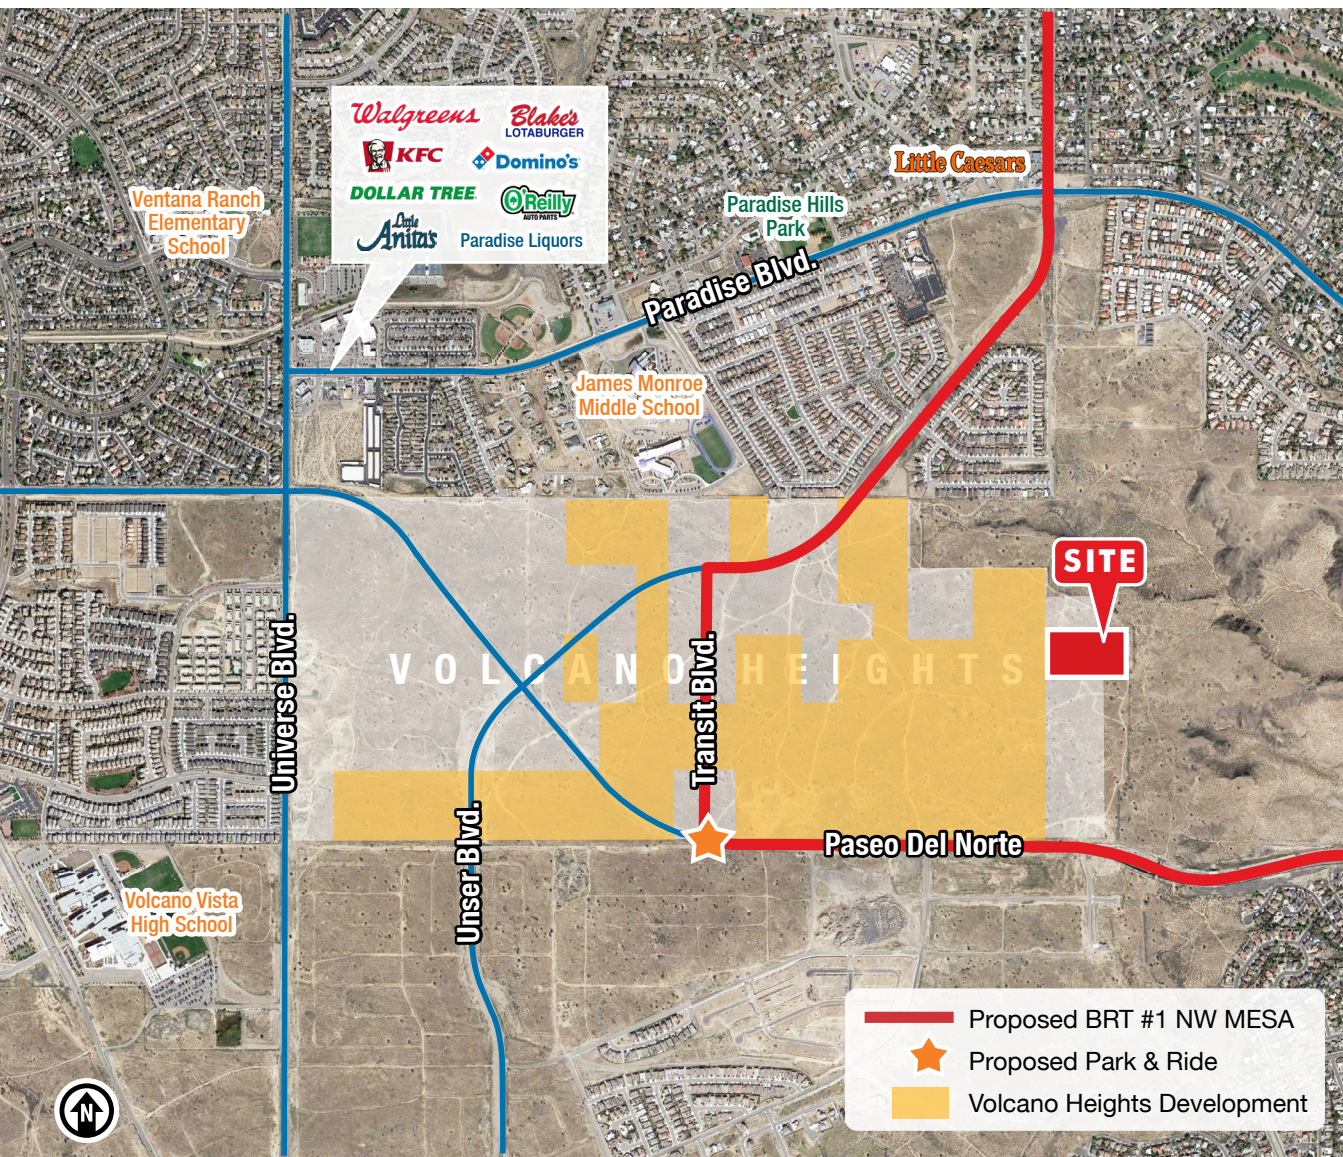 Walgreens
Blake's
LOTABURGER
KFC
Domino's
DOLLAR TREE
O'Reilly
AUTO PARTS
Little
Anita's
Paradise Liquors
Little Caesars
Ventana Ranch
Elementary
School
Paradise Hills
Park
Paradise Blvd.
James Monroe
Middle School
SITE
VOLCANO HEIGHTS
Universe Blvd.
Transit Blvd.
Unser Blvd.
Paseo Del Norte
Volcano Vista
High School
Proposed BRT #1 NW MESA
Proposed Park & Ride
Volcano Heights Development
N